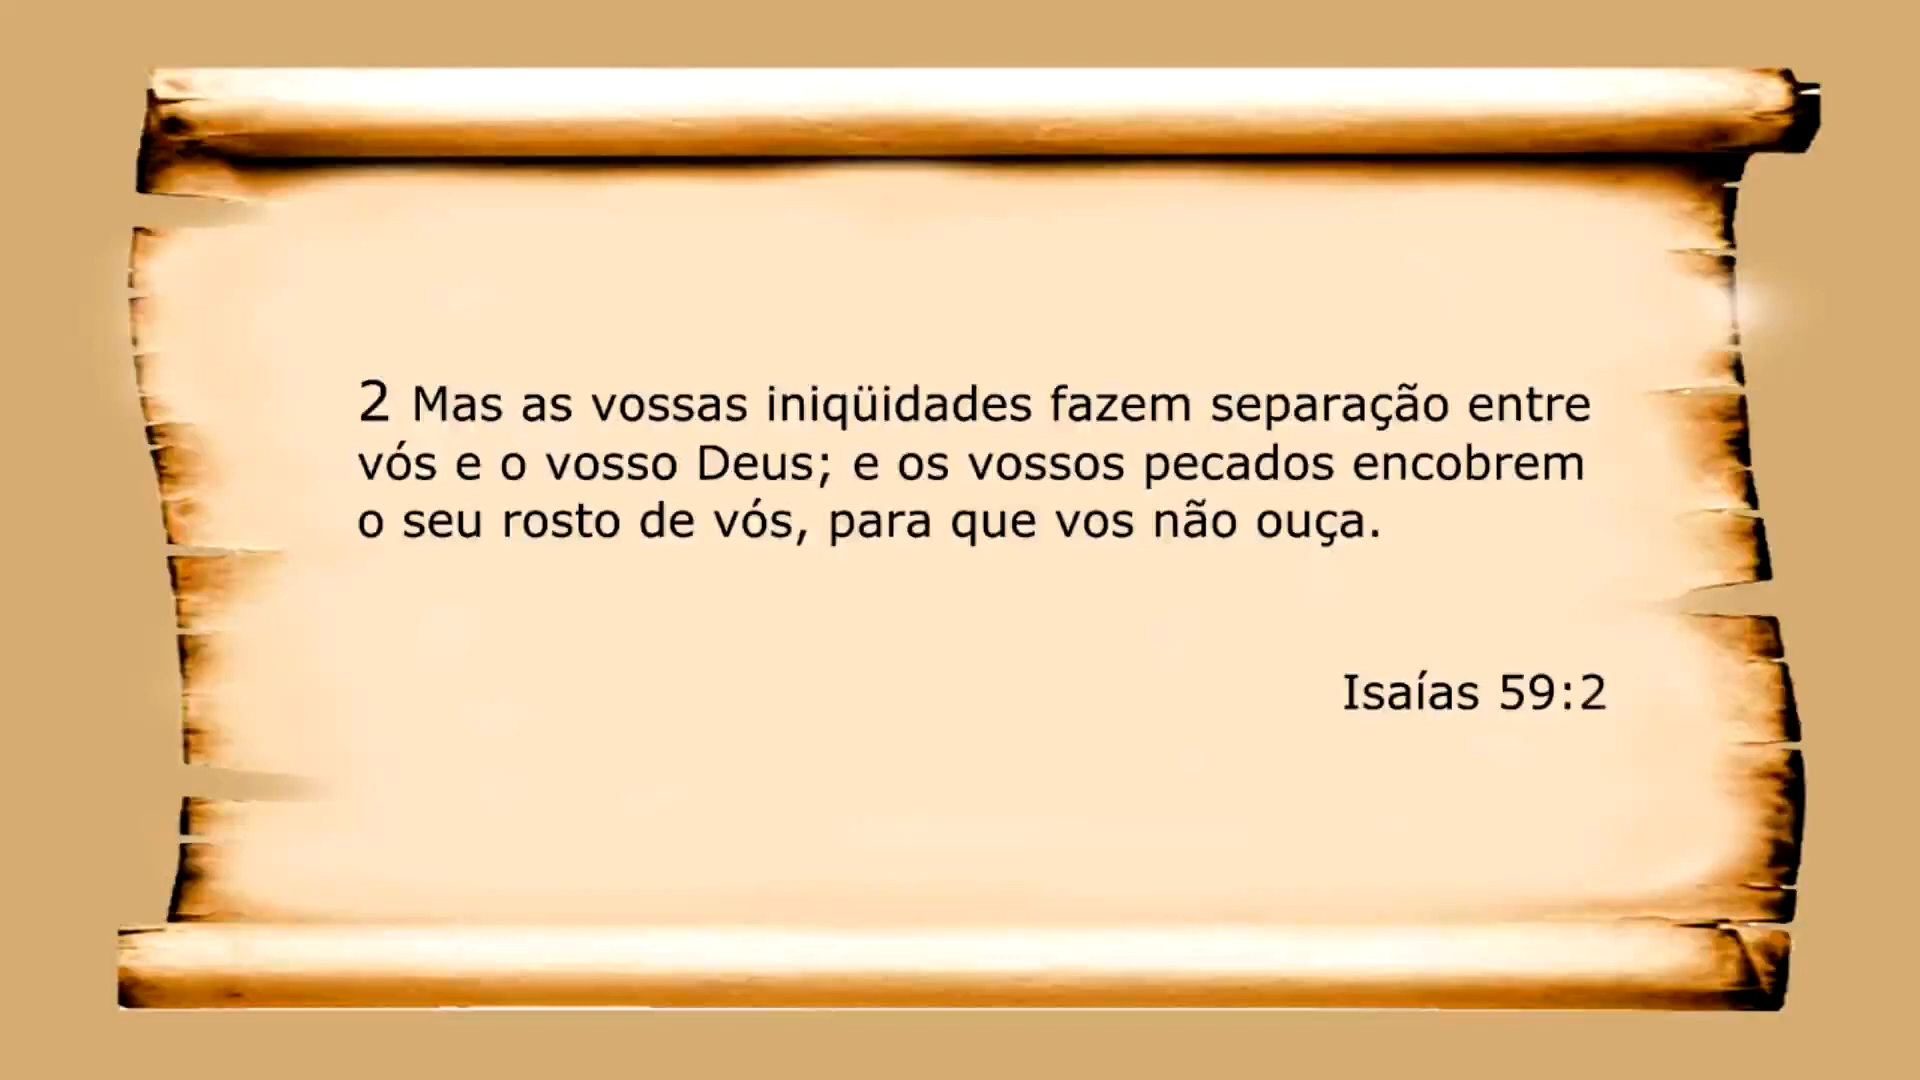 2 Mas as vossas iniqüidades fazem separação entre
vós e o vosso Deus; e os vossos pecados encobrem
o seu rosto de vós, para que vos não ouça.
Isaías 59:2